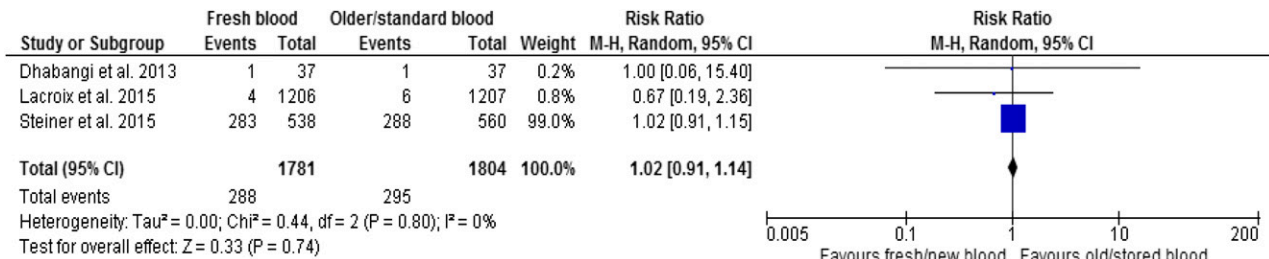 Fresh blood Older/standard blood Risk Ratio Risk Ratio
Study or Subgroup Events Total Events Total Weight M-H, Random, 95% CI M-H, Random, 95% CI
Dhabangi et al. 2013 1 37 1 37 0.2% 1.00 [0.06, 15.40]
Lacroix et al. 2015 4 1206 6 1207 0.8% 0.67 [0.19, 2.36]
Steiner et al. 2015 283 538 288 560 99.0% 1.02 [0.91, 1.15]
Total (95% CI) 1781 1804 100.0% 1.02 [0.91, 1.14]
Total events 288 295
Heterogeneity: Tau² = 0.00; Chi² = 0.44, df = 2 (P = 0.80); I² = 0%
Test for overall effect: Z = 0.33 (P = 0.74)
0.005 0.1 1 10 200
Favours fresh/new blood Favours old/stored blood